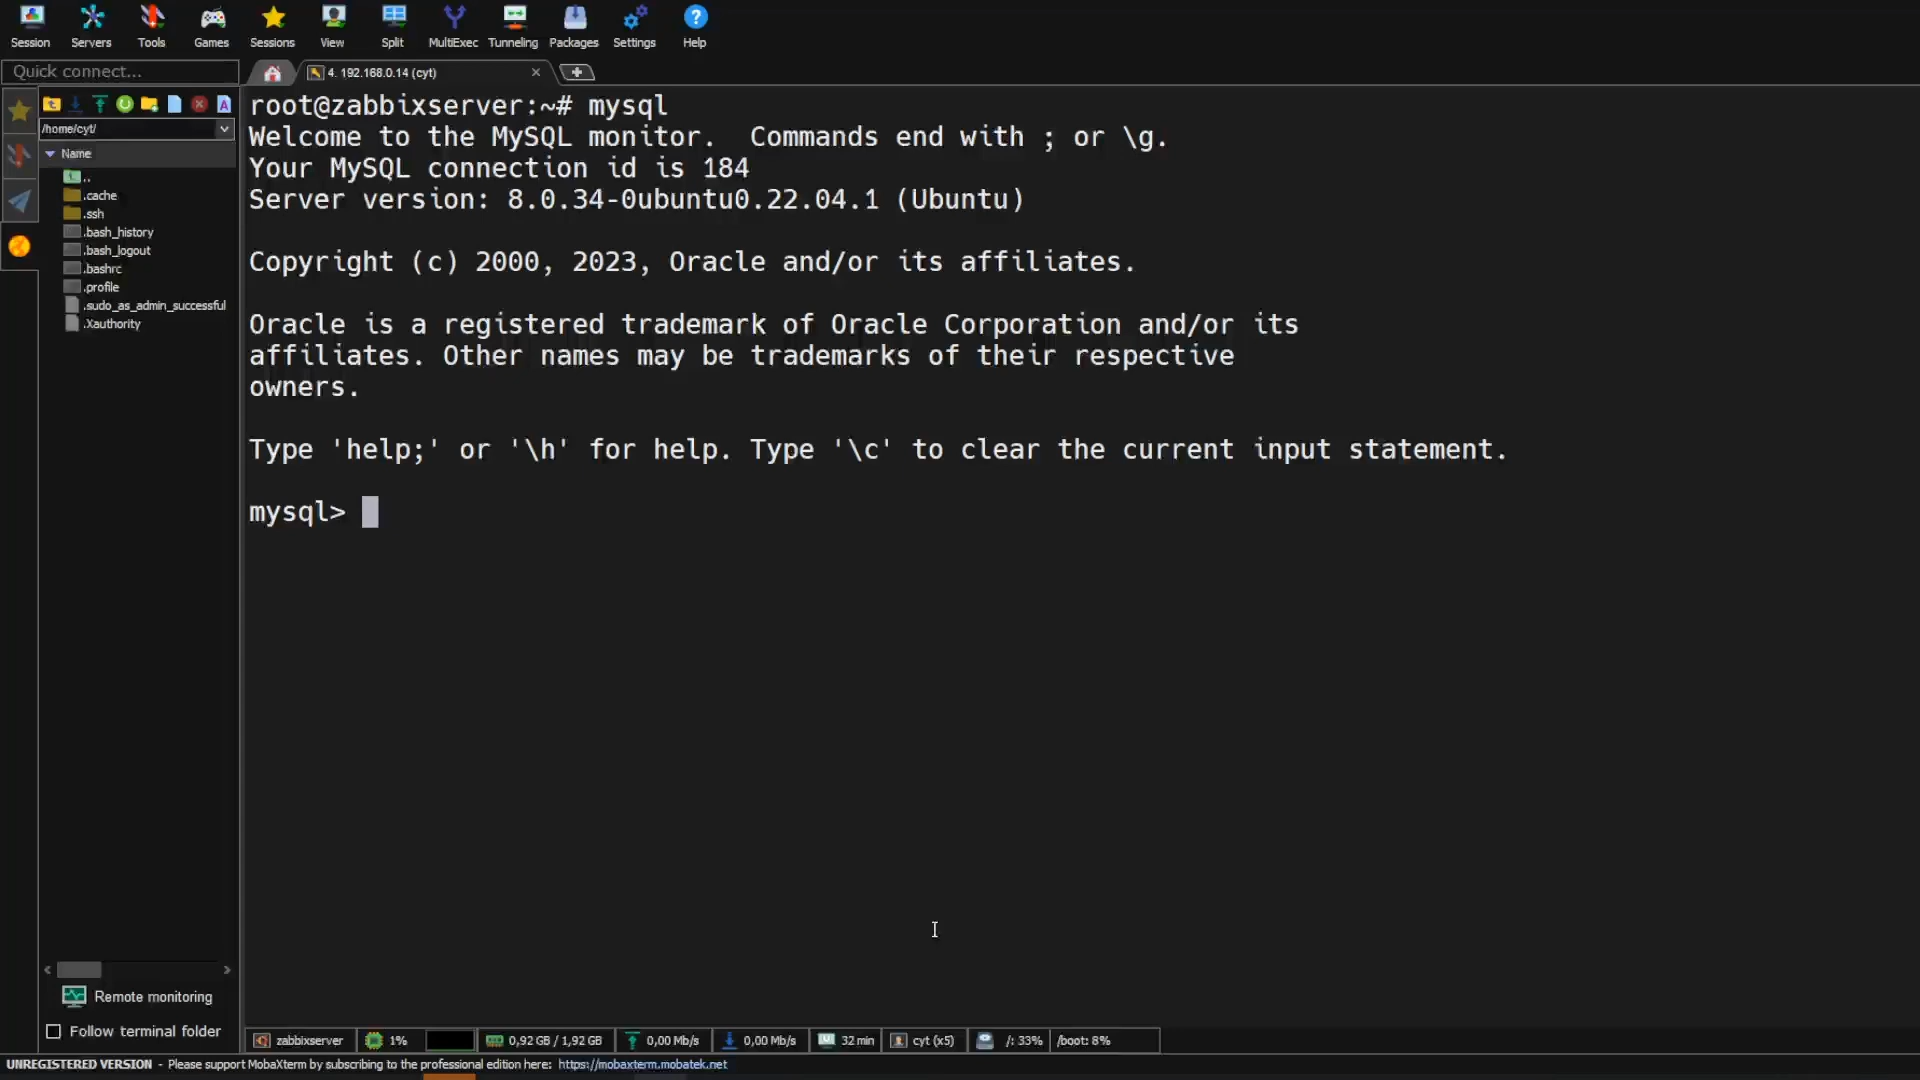 Session Servers Tools Games Sessions View Split MultiExec Tunneling Packages Settings Help
Quick connect...
4. 192.168.0.14 (cyt)
/home/cyt/
Name
..
.cache
.ssh
.bash_history
.bash_logout
.bashrc
.profile
.sudo_as_admin_successful
.Xauthority
Remote monitoring
Follow terminal folder
root@zabbixserver:~# mysql
Welcome to the MySQL monitor.  Commands end with ; or \g.
Your MySQL connection id is 184
Server version: 8.0.34-0ubuntu0.22.04.1 (Ubuntu)
Copyright (c) 2000, 2023, Oracle and/or its affiliates.
Oracle is a registered trademark of Oracle Corporation and/or its
affiliates. Other names may be trademarks of their respective
owners.
Type 'help;' or '\h' for help. Type '\c' to clear the current input statement.
mysql>
zabbixserver 1% 0,92 GB / 1,92 GB 0,00 Mb/s 0,00 Mb/s 32 min cyt (x5) /: 33% /boot: 8%
UNREGISTERED VERSION - Please support MobaXterm by subscribing to the professional edition here: https://mobaxterm.mobatek.net